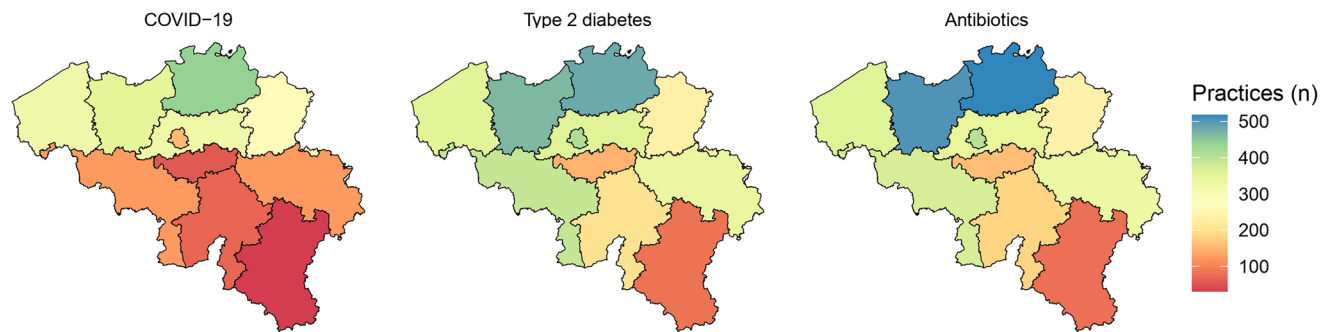 COVID−19
Type 2 diabetes
Antibiotics
Practices (n)
500
400
300
200
100